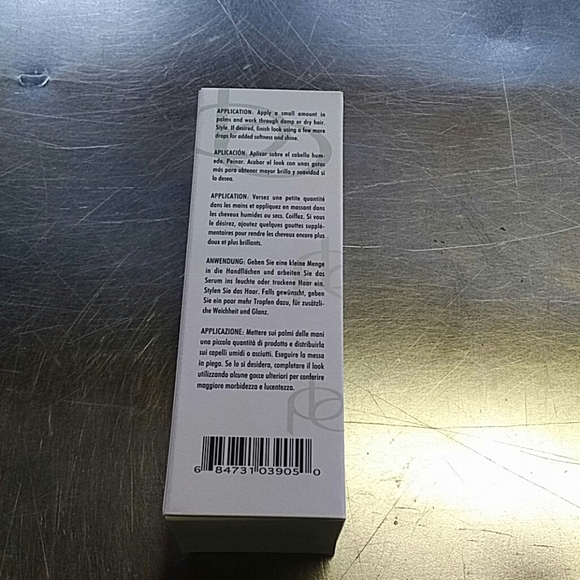 APPLICATION: Apply a small amount in
palms and work through damp or dry hair.
Style. If desired, finish look using a few more
drops for added softness and shine.
APLICACIÓN: Aplicar sobre el cabello hum-
edo. Peinar. Acabar el look con unas gotas
más para obtener mayor brillo y suavidad si
lo desea.
APPLICATION: Versez une petite quantité
dans les mains et appliquez en massant dans
les cheveux humides ou secs. Coiffez. Si vous
le désirez, ajoutez quelques gouttes supplé-
mentaires pour rendre les cheveux encore plus
doux et plus brillants.
ANWENDUNG: Geben Sie eine kleine Menge
in die Handflächen und arbeiten Sie das
Serum ins feuchte oder trockene Haar ein.
Stylen Sie das Haar. Falls gewünscht, geben
Sie ein paar mehr Tropfen dazu, für zusätzli-
che Weichheit und Glanz.
APPLICAZIONE: Mettere sui palmi delle mani
una piccola quantità di prodotto e distribuirla
sui capelli umidi o asciutti. Eseguire la messa
in piega. Se lo si desidera, completare il look
utilizzando alcune gocce ulteriori per conferire
maggiore morbidezza e lucentezza.
6 84731 03905 0